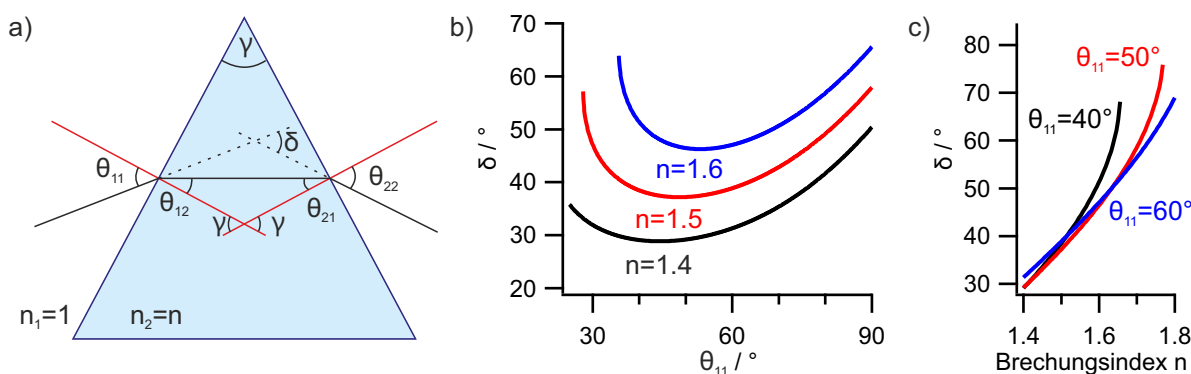 a)
γ
δ
θ₁₁
θ₁₂
θ₂₁
θ₂₂
γ
γ
n₁=1
n₂=n
b)
δ / °
70
60
50
40
30
20
n=1.6
n=1.5
n=1.4
30
60
90
θ₁₁ / °
c)
δ / °
80
70
60
50
40
30
θ₁₁=50°
θ₁₁=40°
θ₁₁=60°
1.4
1.6
1.8
Brechungsindex n